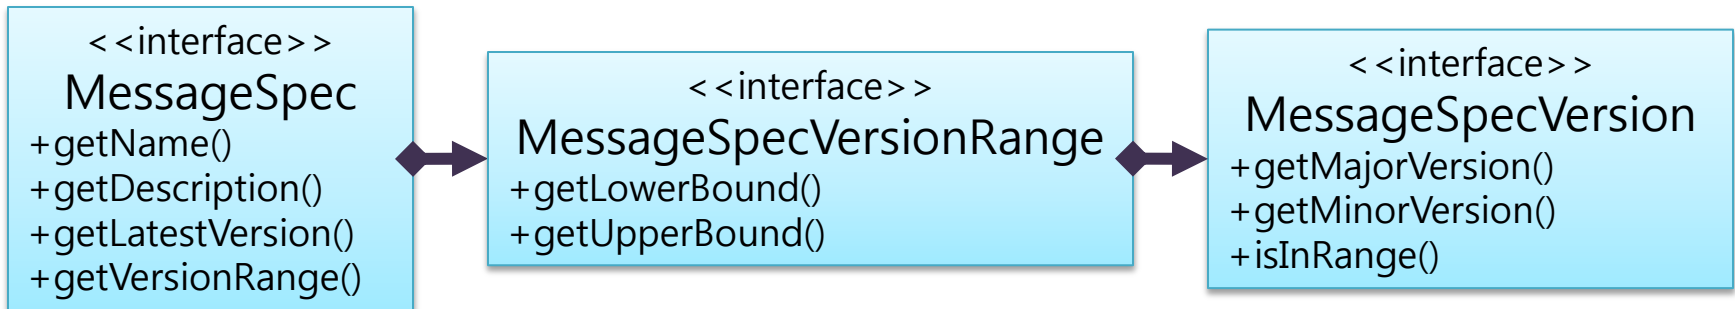 <<interface>>
MessageSpec
+getName()
+getDescription()
+getLatestVersion()
+getVersionRange()
<<interface>>
MessageSpecVersionRange
+getLowerBound()
+getUpperBound()
<<interface>>
MessageSpecVersion
+getMajorVersion()
+getMinorVersion()
+isInRange()